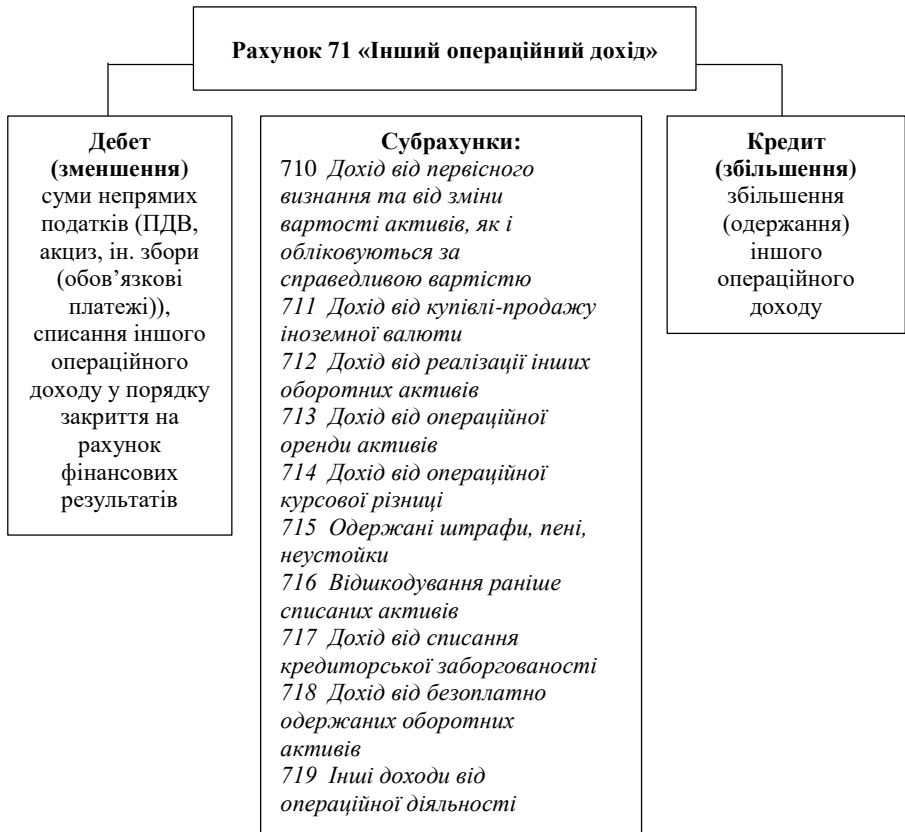 Рахунок 71 «Інший операційний дохід»
Дебет
(зменшення)
суми непрямих
податків (ПДВ,
акциз, ін. збори
(обов’язкові
платежі)),
списання іншого
операційного
доходу у порядку
закриття на
рахунок
фінансових
результатів
Субрахунки:
710 Дохід від первісного
визнання та від зміни
вартості активів, як і
обліковуються за
справедливою вартістю
711 Дохід від купівлі-продажу
іноземної валюти
712 Дохід від реалізації інших
оборотних активів
713 Дохід від операційної
оренди активів
714 Дохід від операційної
курсової різниці
715 Одержані штрафи, пені,
неустойки
716 Відшкодування раніше
списаних активів
717 Дохід від списання
кредиторської заборгованості
718 Дохід від безоплатно
одержаних оборотних
активів
719 Інші доходи від
операційної діяльності
Кредит
(збільшення)
збільшення
(одержання)
іншого
операційного
доходу